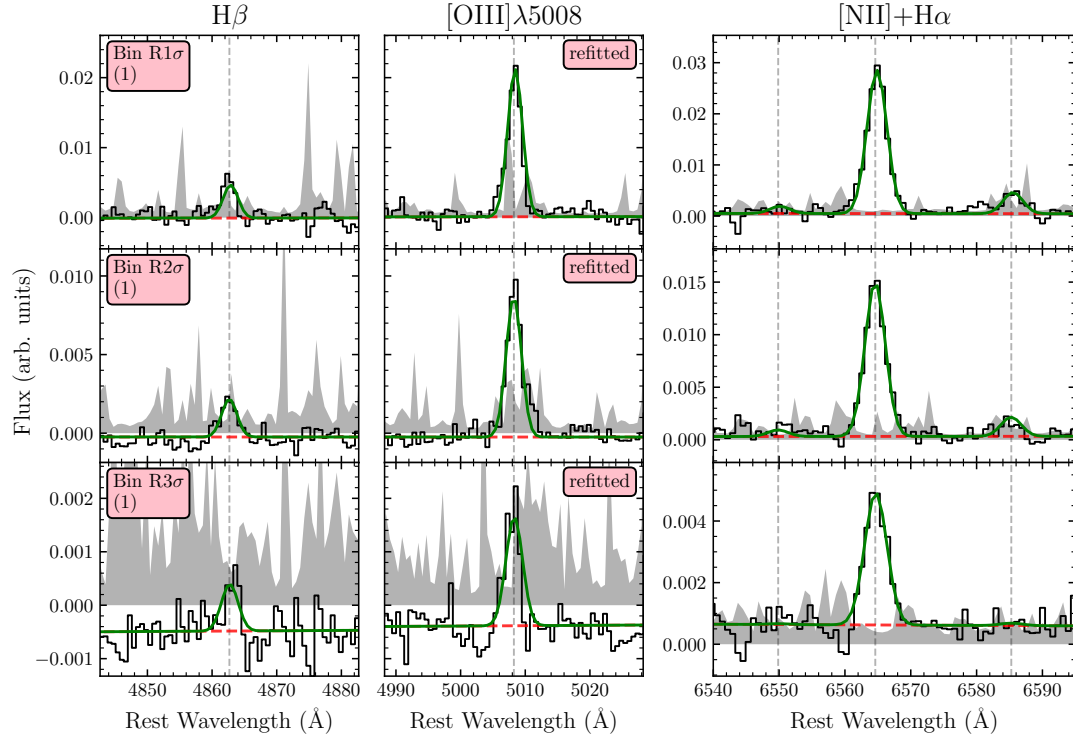 Hβ [OIII]λ5008 [NII]+Hα
Bin R1σ
(1)
refitted
0.02
0.01
0.00
0.03
0.02
0.01
0.00
Bin R2σ
(1)
refitted
0.010
0.005
0.000
0.015
0.010
0.005
0.000
Bin R3σ
(1)
refitted
0.002
0.001
0.000
−0.001
0.004
0.002
0.000
Flux (arb. units)
4850 4860 4870 4880
4990 5000 5010 5020
6540 6550 6560 6570 6580 6590
Rest Wavelength (Å) Rest Wavelength (Å) Rest Wavelength (Å)